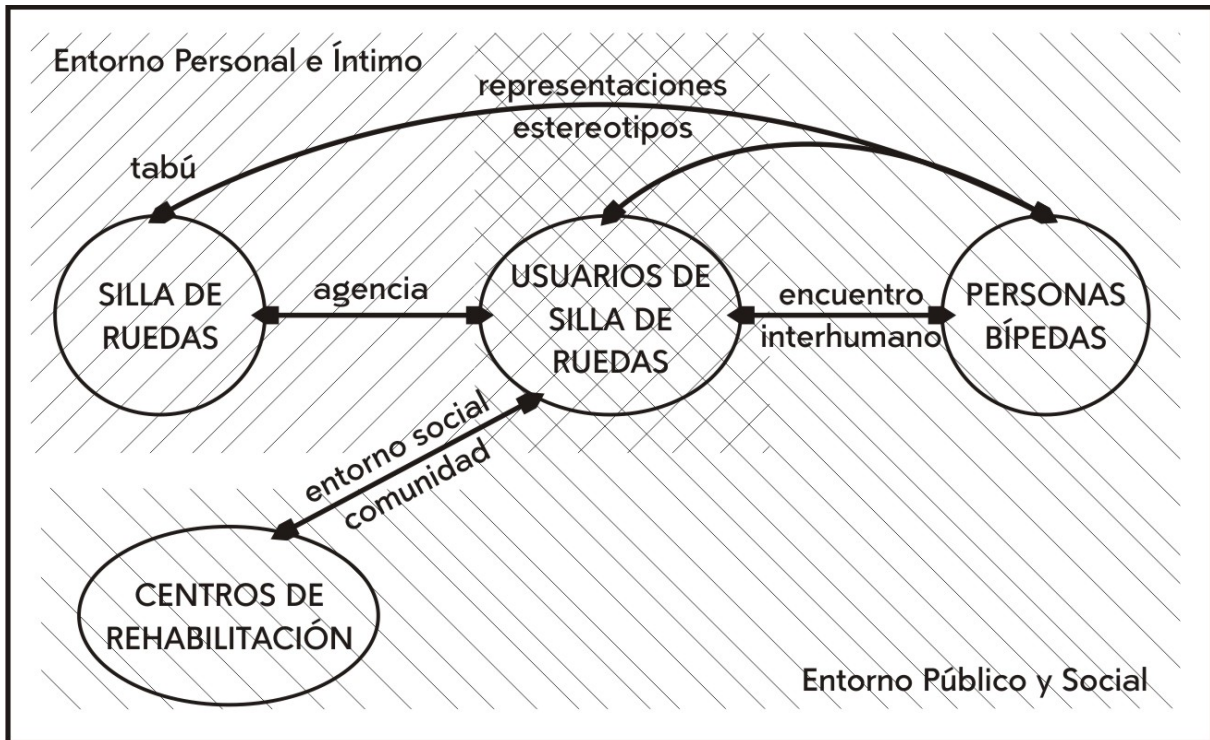 Entorno Personal e Íntimo
representaciones
estereotipos
tabú
SILLA DE
RUEDAS
agencia
USUARIOS DE
SILLA DE
RUEDAS
encuentro
interhumano
PERSONAS
BÍPEDAS
entorno social
comunidad
CENTROS DE
REHABILITACIÓN
Entorno Público y Social